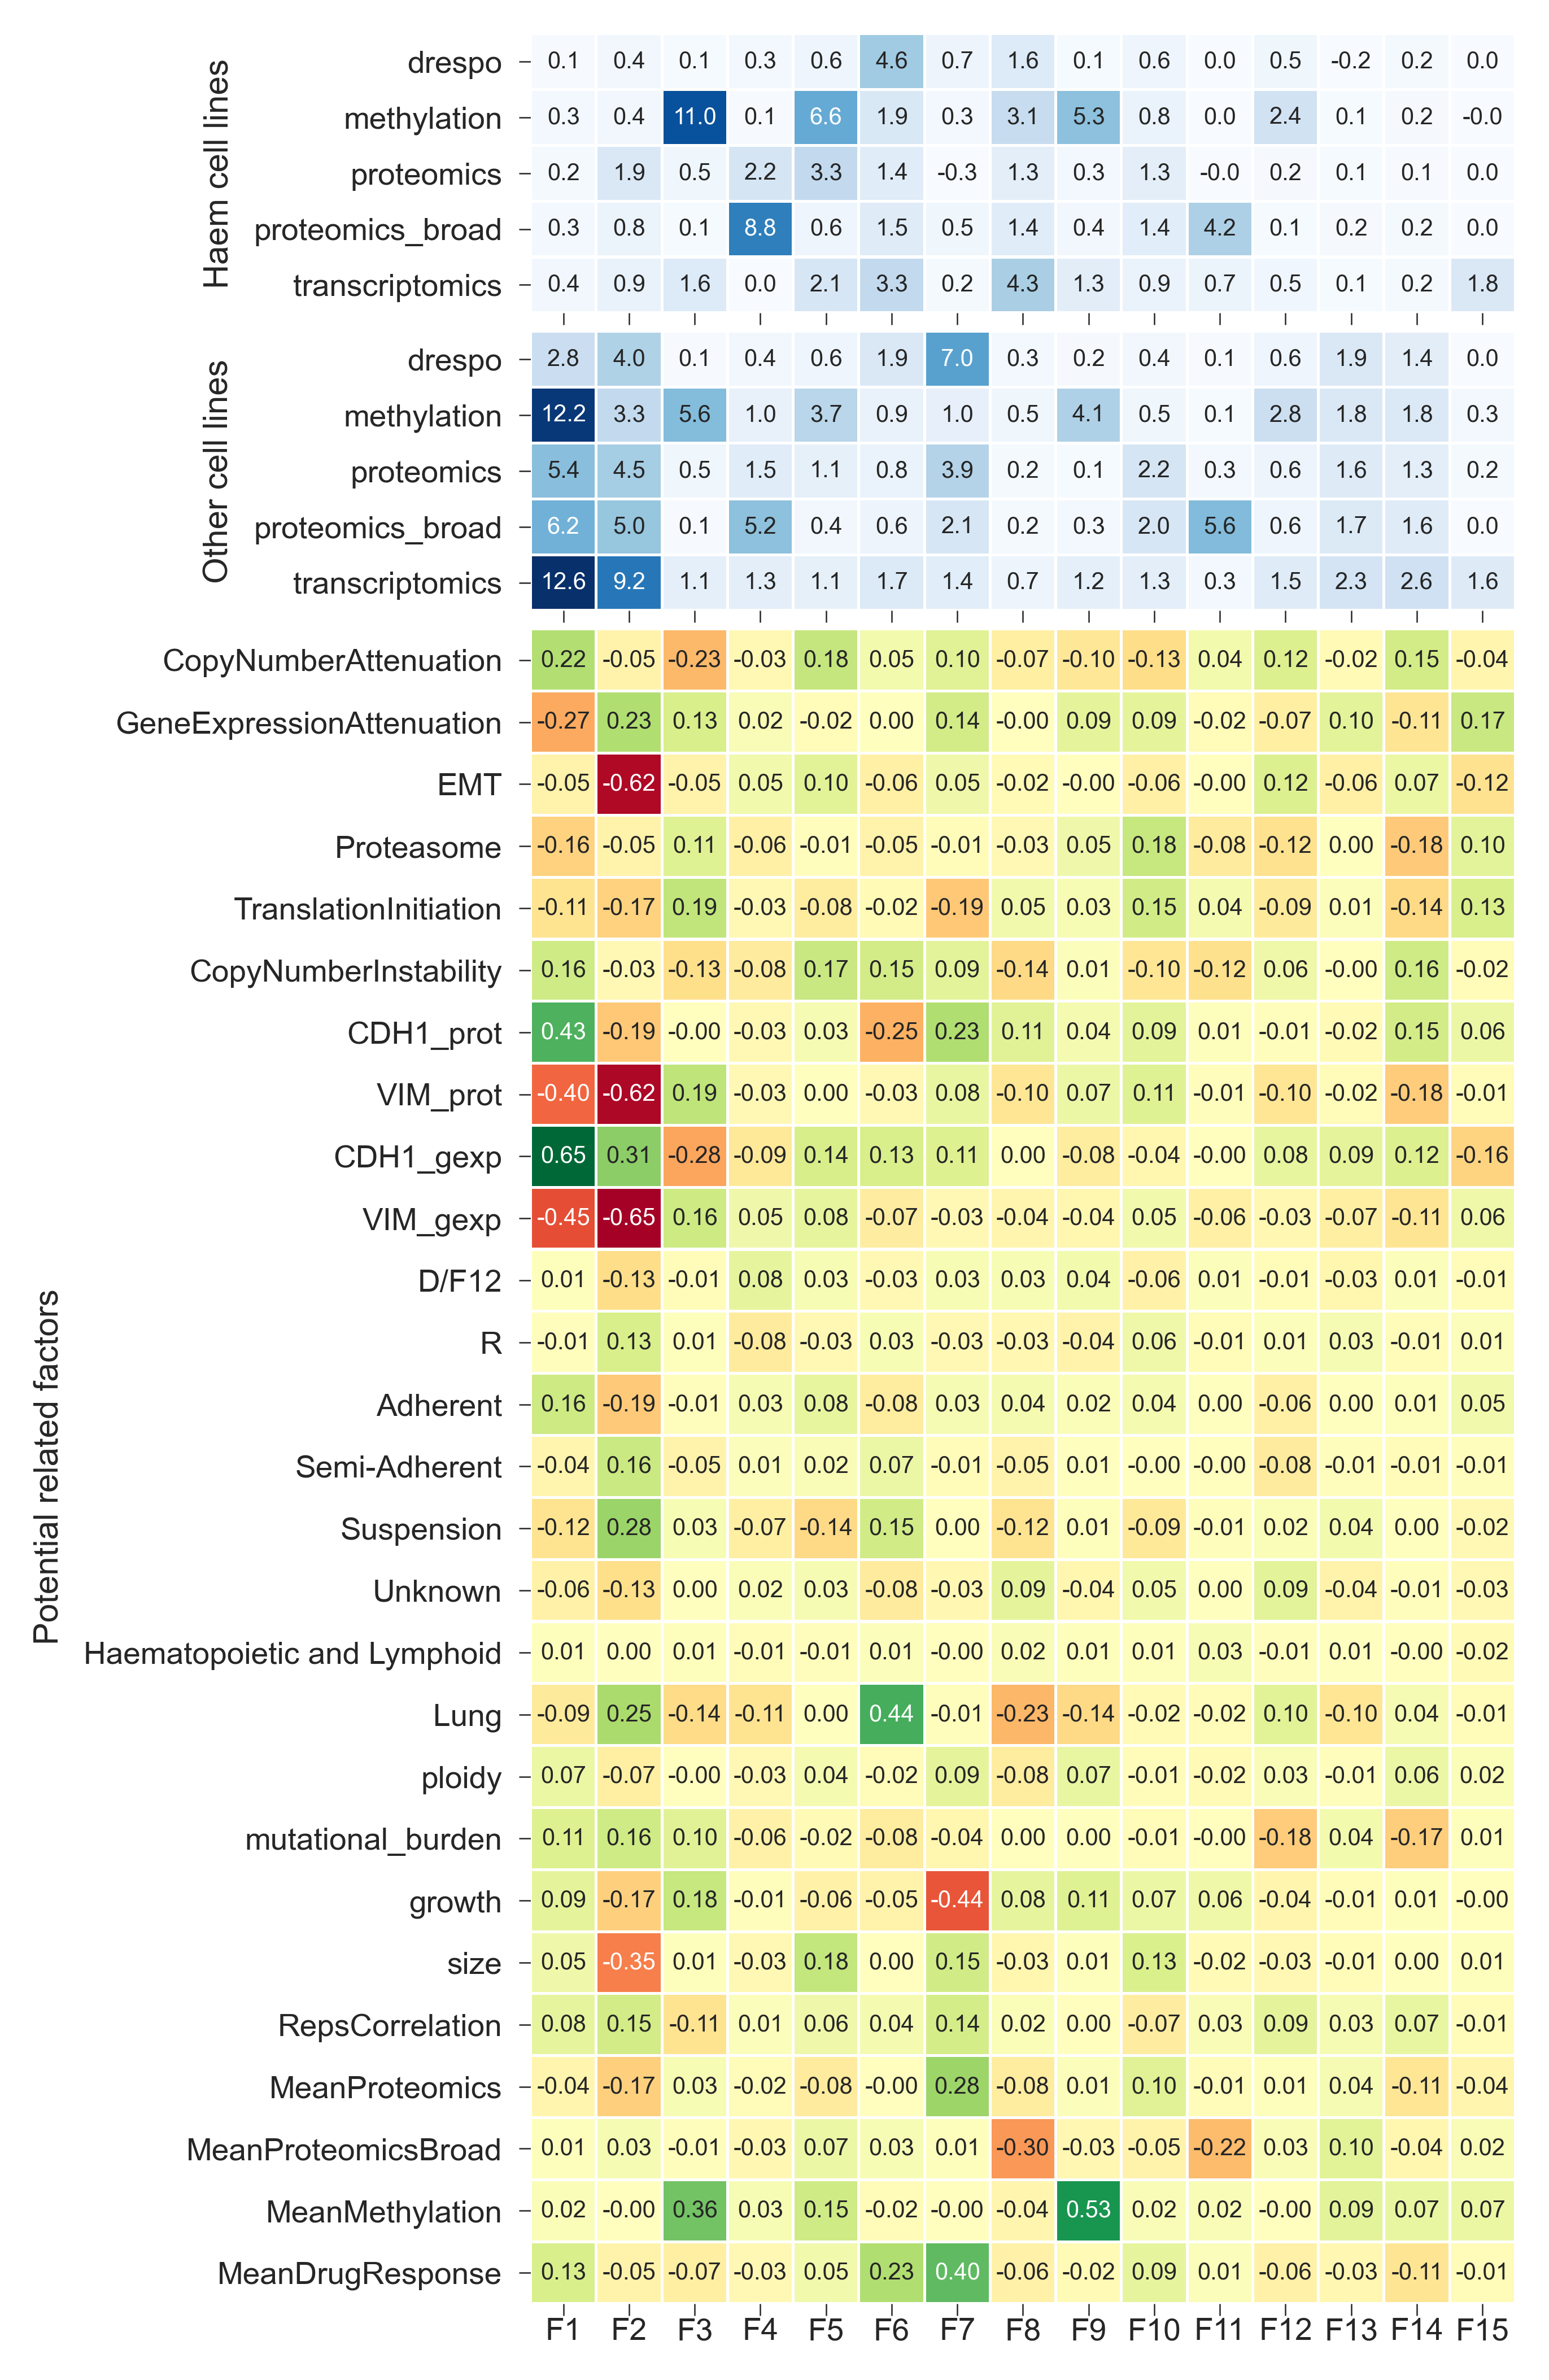 Haem cell lines
drespo 0.1 0.4 0.1 0.3 0.6 4.6 0.7 1.6 0.1 0.6 0.0 0.5 -0.2 0.2 0.0
methylation 0.3 0.4 11.0 0.1 6.6 1.9 0.3 3.1 5.3 0.8 0.0 2.4 0.1 0.2 -0.0
proteomics 0.2 1.9 0.5 2.2 3.3 1.4 -0.3 1.3 0.3 1.3 -0.0 0.2 0.1 0.1 0.0
proteomics_broad 0.3 0.8 0.1 8.8 0.6 1.5 0.5 1.4 0.4 1.4 4.2 0.1 0.2 0.2 0.0
transcriptomics 0.4 0.9 1.6 0.0 2.1 3.3 0.2 4.3 1.3 0.9 0.7 0.5 0.1 0.2 1.8
Other cell lines
drespo 2.8 4.0 0.1 0.4 0.6 1.9 7.0 0.3 0.2 0.4 0.1 0.6 1.9 1.4 0.0
methylation 12.2 3.3 5.6 1.0 3.7 0.9 1.0 0.5 4.1 0.5 0.1 2.8 1.8 1.8 0.3
proteomics 5.4 4.5 0.5 1.5 1.1 0.8 3.9 0.2 0.1 2.2 0.3 0.6 1.6 1.3 0.2
proteomics_broad 6.2 5.0 0.1 5.2 0.4 0.6 2.1 0.2 0.3 2.0 5.6 0.6 1.7 1.6 0.0
transcriptomics 12.6 9.2 1.1 1.3 1.1 1.7 1.4 0.7 1.2 1.3 0.3 1.5 2.3 2.6 1.6
Potential related factors
CopyNumberAttenuation 0.22 -0.05 -0.23 -0.03 0.18 0.05 0.10 -0.07 -0.10 -0.13 0.04 0.12 -0.02 0.15 -0.04
GeneExpressionAttenuation -0.27 0.23 0.13 0.02 -0.02 0.00 0.14 -0.00 0.09 0.09 -0.02 -0.07 0.10 -0.11 0.17
EMT -0.05 -0.62 -0.05 0.05 0.10 -0.06 0.05 -0.02 -0.00 -0.06 -0.00 0.12 -0.06 0.07 -0.12
Proteasome -0.16 -0.05 0.11 -0.06 -0.01 -0.05 -0.01 -0.03 0.05 0.18 -0.08 -0.12 0.00 -0.18 0.10
TranslationInitiation -0.11 -0.17 0.19 -0.03 -0.08 -0.02 -0.19 0.05 0.03 0.15 0.04 -0.09 0.01 -0.14 0.13
CopyNumberInstability 0.16 -0.03 -0.13 -0.08 0.17 0.15 0.09 -0.14 0.01 -0.10 -0.12 0.06 -0.00 0.16 -0.02
CDH1_prot 0.43 -0.19 -0.00 -0.03 0.03 -0.25 0.23 0.11 0.04 0.09 0.01 -0.01 -0.02 0.15 0.06
VIM_prot -0.40 -0.62 0.19 -0.03 0.00 -0.03 0.08 -0.10 0.07 0.11 -0.01 -0.10 -0.02 -0.18 -0.01
CDH1_gexp 0.65 0.31 -0.28 -0.09 0.14 0.13 0.11 0.00 -0.08 -0.04 -0.00 0.08 0.09 0.12 -0.16
VIM_gexp -0.45 -0.65 0.16 0.05 0.08 -0.07 -0.03 -0.04 -0.04 0.05 -0.06 -0.03 -0.07 -0.11 0.06
D/F12 0.01 -0.13 -0.01 0.08 0.03 -0.03 0.03 0.03 0.04 -0.06 0.01 -0.01 -0.03 0.01 -0.01
R -0.01 0.13 0.01 -0.08 -0.03 0.03 -0.03 -0.03 -0.04 0.06 -0.01 0.01 0.03 -0.01 0.01
Adherent 0.16 -0.19 -0.01 0.03 0.08 -0.08 0.03 0.04 0.02 0.04 0.00 -0.06 0.00 0.01 0.05
Semi-Adherent -0.04 0.16 -0.05 0.01 0.02 0.07 -0.01 -0.05 0.01 -0.00 -0.00 -0.08 -0.01 -0.01 -0.01
Suspension -0.12 0.28 0.03 -0.07 -0.14 0.15 0.00 -0.12 0.01 -0.09 -0.01 0.02 0.04 0.00 -0.02
Unknown -0.06 -0.13 0.00 0.02 0.03 -0.08 -0.03 0.09 -0.04 0.05 0.00 0.09 -0.04 -0.01 -0.03
Haematopoietic and Lymphoid 0.01 0.00 0.01 -0.01 -0.01 0.01 -0.00 0.02 0.01 0.01 0.03 -0.01 0.01 -0.00 -0.02
Lung -0.09 0.25 -0.14 -0.11 0.00 0.44 -0.01 -0.23 -0.14 -0.02 -0.02 0.10 -0.10 0.04 -0.01
ploidy 0.07 -0.07 -0.00 -0.03 0.04 -0.02 0.09 -0.08 0.07 -0.01 -0.02 0.03 -0.01 0.06 0.02
mutational_burden 0.11 0.16 0.10 -0.06 -0.02 -0.08 -0.04 0.00 0.00 -0.01 -0.00 -0.18 0.04 -0.17 0.01
growth 0.09 -0.17 0.18 -0.01 -0.06 -0.05 -0.44 0.08 0.11 0.07 0.06 -0.04 -0.01 0.01 -0.00
size 0.05 -0.35 0.01 -0.03 0.18 0.00 0.15 -0.03 0.01 0.13 -0.02 -0.03 -0.01 0.00 0.01
RepsCorrelation 0.08 0.15 -0.11 0.01 0.06 0.04 0.14 0.02 0.00 -0.07 0.03 0.09 0.03 0.07 -0.01
MeanProteomics -0.04 -0.17 0.03 -0.02 -0.08 -0.00 0.28 -0.08 0.01 0.10 -0.01 0.01 0.04 -0.11 -0.04
MeanProteomicsBroad 0.01 0.03 -0.01 -0.03 0.07 0.03 0.01 -0.30 -0.03 -0.05 -0.22 0.03 0.10 -0.04 0.02
MeanMethylation 0.02 -0.00 0.36 0.03 0.15 -0.02 -0.00 -0.04 0.53 0.02 0.02 -0.00 0.09 0.07 0.07
MeanDrugResponse 0.13 -0.05 -0.07 -0.03 0.05 0.23 0.40 -0.06 -0.02 0.09 0.01 -0.06 -0.03 -0.11 -0.01
F1 F2 F3 F4 F5 F6 F7 F8 F9 F10 F11 F12 F13 F14 F15